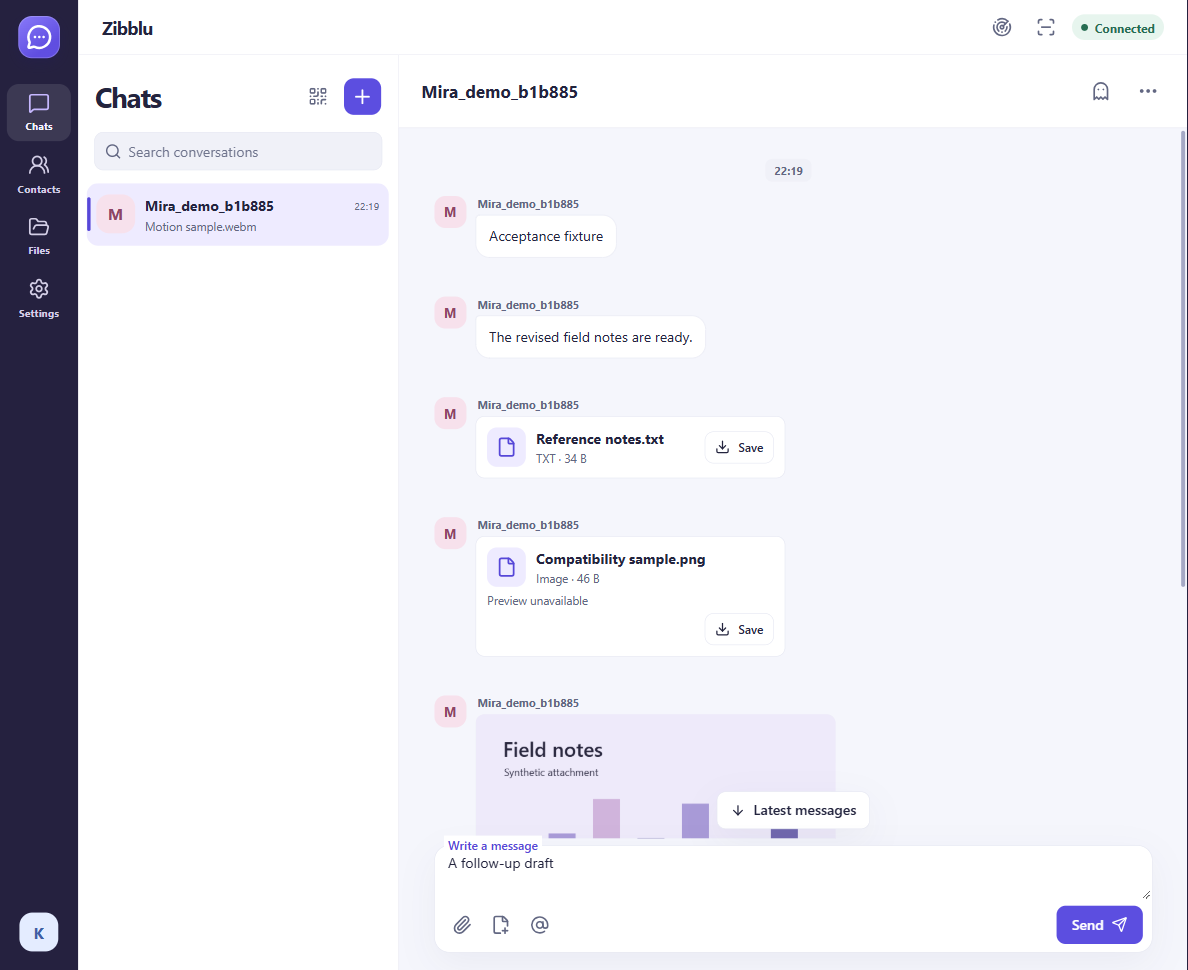 Zibblu
Connected
Chats
Contacts
Files
Settings
K
Chats
Search conversations
M
Mira_demo_b1b885
22:19
Motion sample.webm
Mira_demo_b1b885
22:19
M
Mira_demo_b1b885
Acceptance fixture
M
Mira_demo_b1b885
The revised field notes are ready.
M
Mira_demo_b1b885
Reference notes.txt
TXT · 34 B
Save
M
Mira_demo_b1b885
Compatibility sample.png
Image · 46 B
Preview unavailable
Save
M
Mira_demo_b1b885
Field notes
Synthetic attachment
Latest messages
Write a message
A follow-up draft
Send